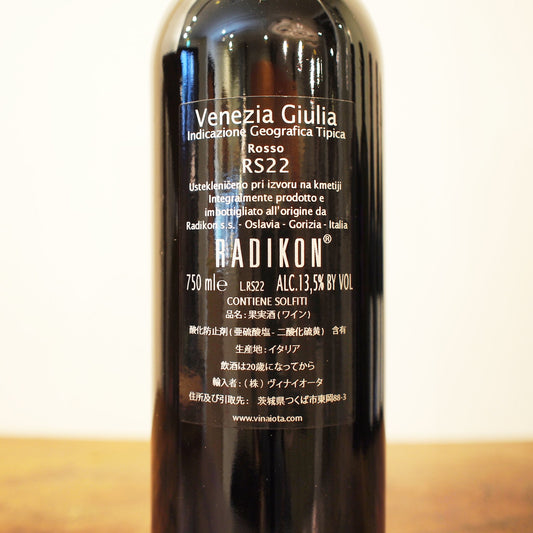 Venezia Giulia
Indicazione Geografica Tipica
Rosso
RS22
Ustekleničeno pri izvoru na kmetiji
Integralmente prodotto e
imbottigliato all'origine da
Radikon s.s. - Oslavia - Gorizia - Italia
RADIKON®
750 ml℮ L.RS22 ALC.13,5% BY VOL
CONTIENE SOLFITI
品名:果実酒(ワイン)
酸化防止剤(亜硫酸塩 - 二酸化硫黄) 含有
生産地:イタリア
飲酒は20歳になってから
輸入者:(株)ヴィナイオータ
住所及び引取先: 茨城県つくば市東岡88-3
www.vinaiota.com